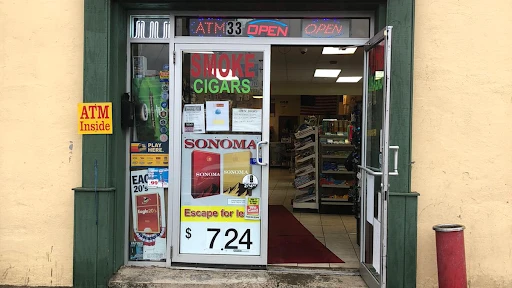 ATM 33 OPEN OPEN
SMOKE
CIGARS
ATM
Inside
PLAY HERE.
SONOMA
SONOMA SONOMA
EAG
20's
Escape for le
$ 7.24